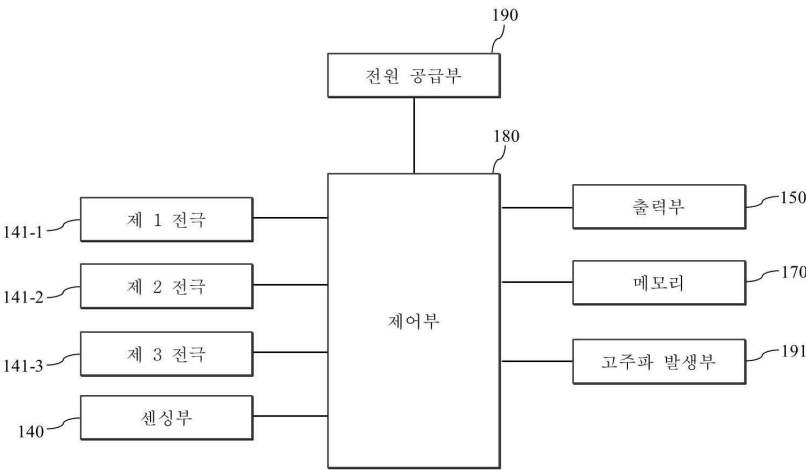 190
전원 공급부
180
제 1 전극
141-1
제 2 전극
141-2
제 3 전극
141-3
센싱부
140
제어부
출력부
150
메모리
170
고주파 발생부
191